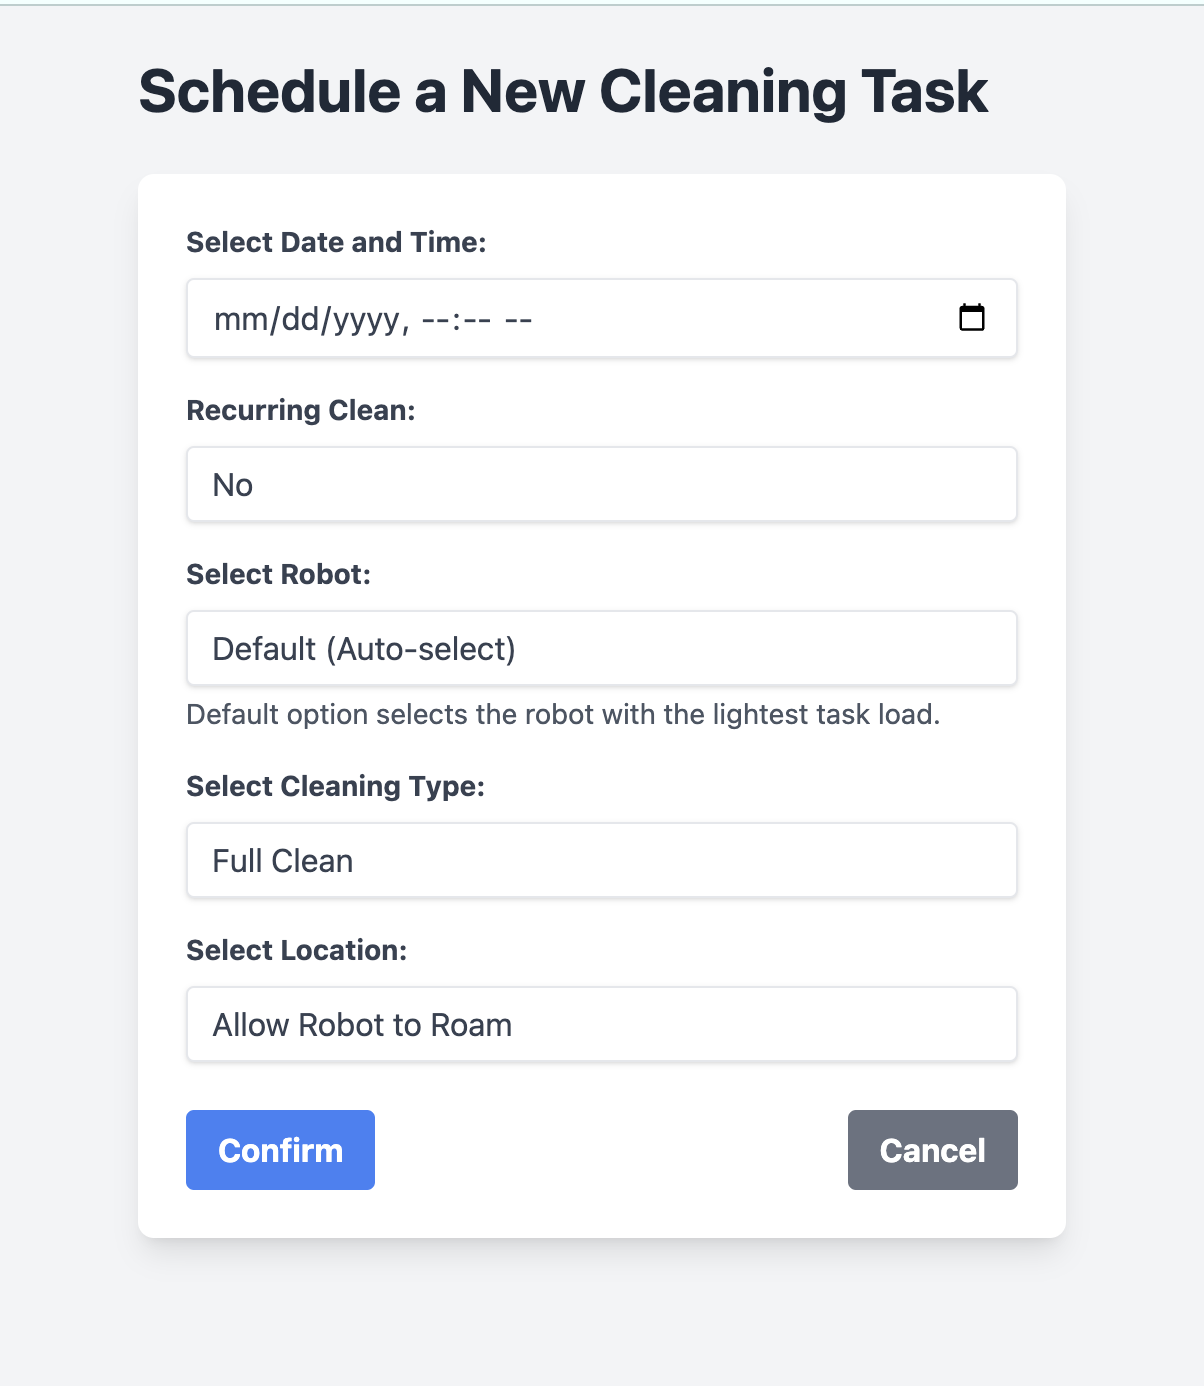 Schedule a New Cleaning Task
Select Date and Time:
mm/dd/yyyy, --:-- --
Recurring Clean:
No
Select Robot:
Default (Auto-select)
Default option selects the robot with the lightest task load.
Select Cleaning Type:
Full Clean
Select Location:
Allow Robot to Roam
Confirm
Cancel